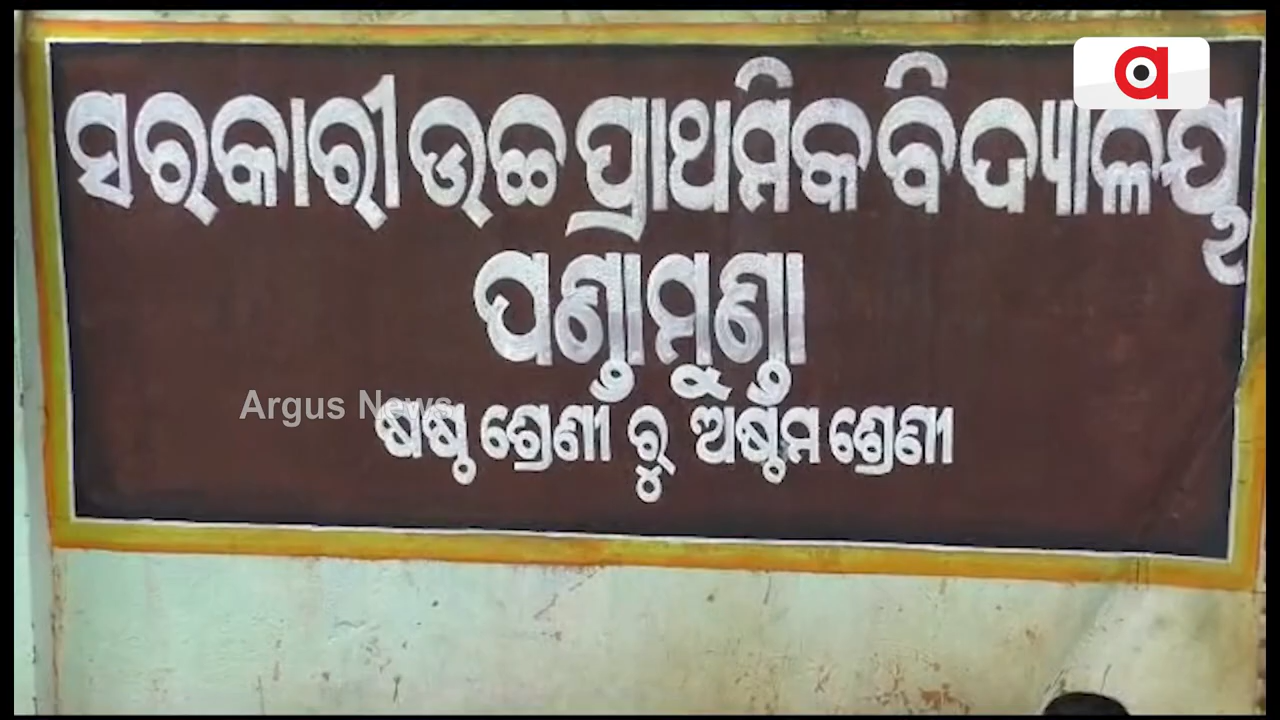 ସରକାରୀ ଉଚ୍ଚ ପ୍ରାଥମିକ ବିଦ୍ୟାଳୟ
ପଣ୍ଡାମୁଣ୍ଡା
Argus News
ଷଷ୍ଠ ଶ୍ରେଣୀ ରୁ ଅଷ୍ଟମ ଶ୍ରେଣୀ